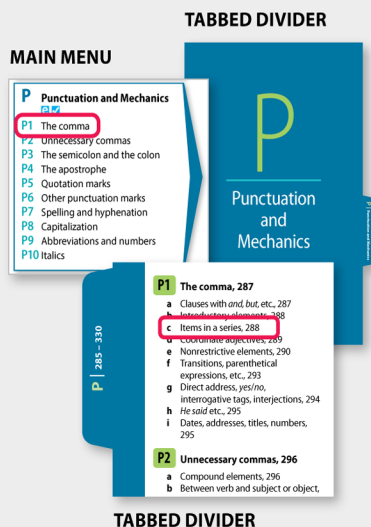 TABBED DIVIDER
MAIN MENU
P Punctuation and Mechanics
e
P1 The comma
P2 Unnecessary commas
P3 The semicolon and the colon
P4 The apostrophe
P5 Quotation marks
P6 Other punctuation marks
P7 Spelling and hyphenation
P8 Capitalization
P9 Abbreviations and numbers
P10 Italics
P
Punctuation
and
Mechanics
P | Punctuation and Mechanics
P | 285 – 330
P1 The comma, 287
a Clauses with and, but, etc., 287
b Introductory elements, 288
c Items in a series, 288
d Coordinate adjectives, 289
e Nonrestrictive elements, 290
f Transitions, parenthetical
expressions, etc., 293
g Direct address, yes/no,
interrogative tags, interjections, 294
h He said etc., 295
i Dates, addresses, titles, numbers,
295
P2 Unnecessary commas, 296
a Compound elements, 296
b Between verb and subject or object,
TABBED DIVIDER